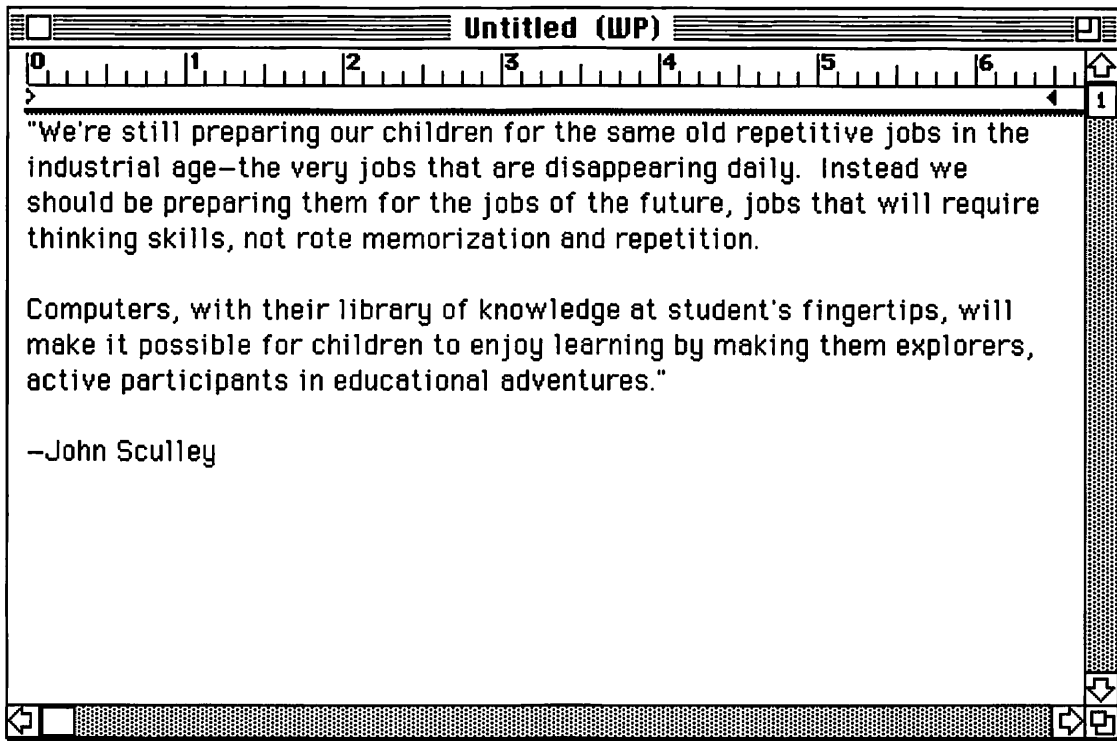 Untitled (WP)
0 1 2 3 4 5 6
1
"We're still preparing our children for the same old repetitive jobs in the
industrial age—the very jobs that are disappearing daily.  Instead we
should be preparing them for the jobs of the future, jobs that will require
thinking skills, not rote memorization and repetition.
Computers, with their library of knowledge at student's fingertips, will
make it possible for children to enjoy learning by making them explorers,
active participants in educational adventures."
—John Sculley